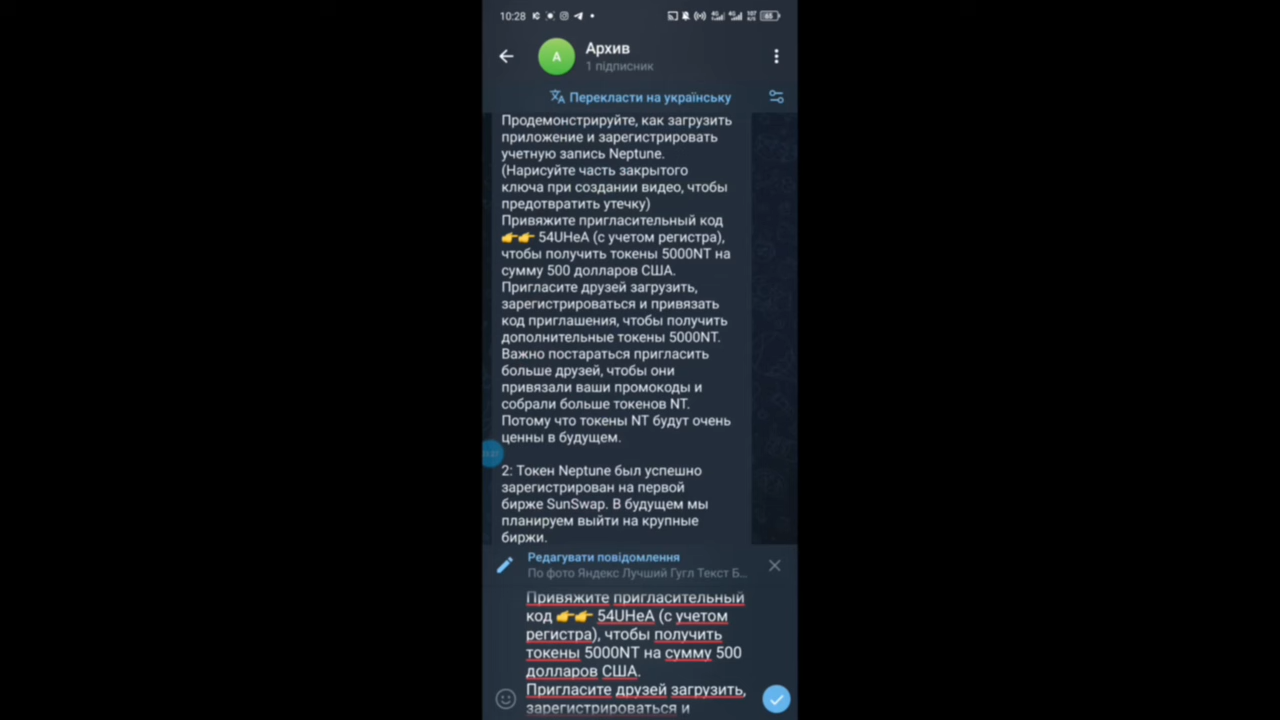 10:28
Архив
1 підписник
Перекласти на українську
Продемонстрируйте, как загрузить
приложение и зарегистрировать
учетную запись Neptune.
(Нарисуйте часть закрытого
ключа при создании видео, чтобы
предотвратить утечку)
Привяжите пригласительный код
👉👉 54UHeA (с учетом регистра),
чтобы получить токены 5000NT на
сумму 500 долларов США.
Пригласите друзей загрузить,
зарегистрироваться и привязать
код приглашения, чтобы получить
дополнительные токены 5000NT.
Важно постараться пригласить
больше друзей, чтобы они
привязали ваши промокоды и
собрали больше токенов NT.
Потому что токены NT будут очень
ценны в будущем.
2: Токен Neptune был успешно
зарегистрирован на первой
бирже SunSwap. В будущем мы
планируем выйти на крупные
биржи.
Редагувати повідомлення
По фото Яндекс Лучший Гугл Текст Б...
Привяжите пригласительный
код 👉👉 54UHeA (с учетом
регистра), чтобы получить
токены 5000NT на сумму 500
долларов США.
Пригласите друзей загрузить,
зарегистрироваться и